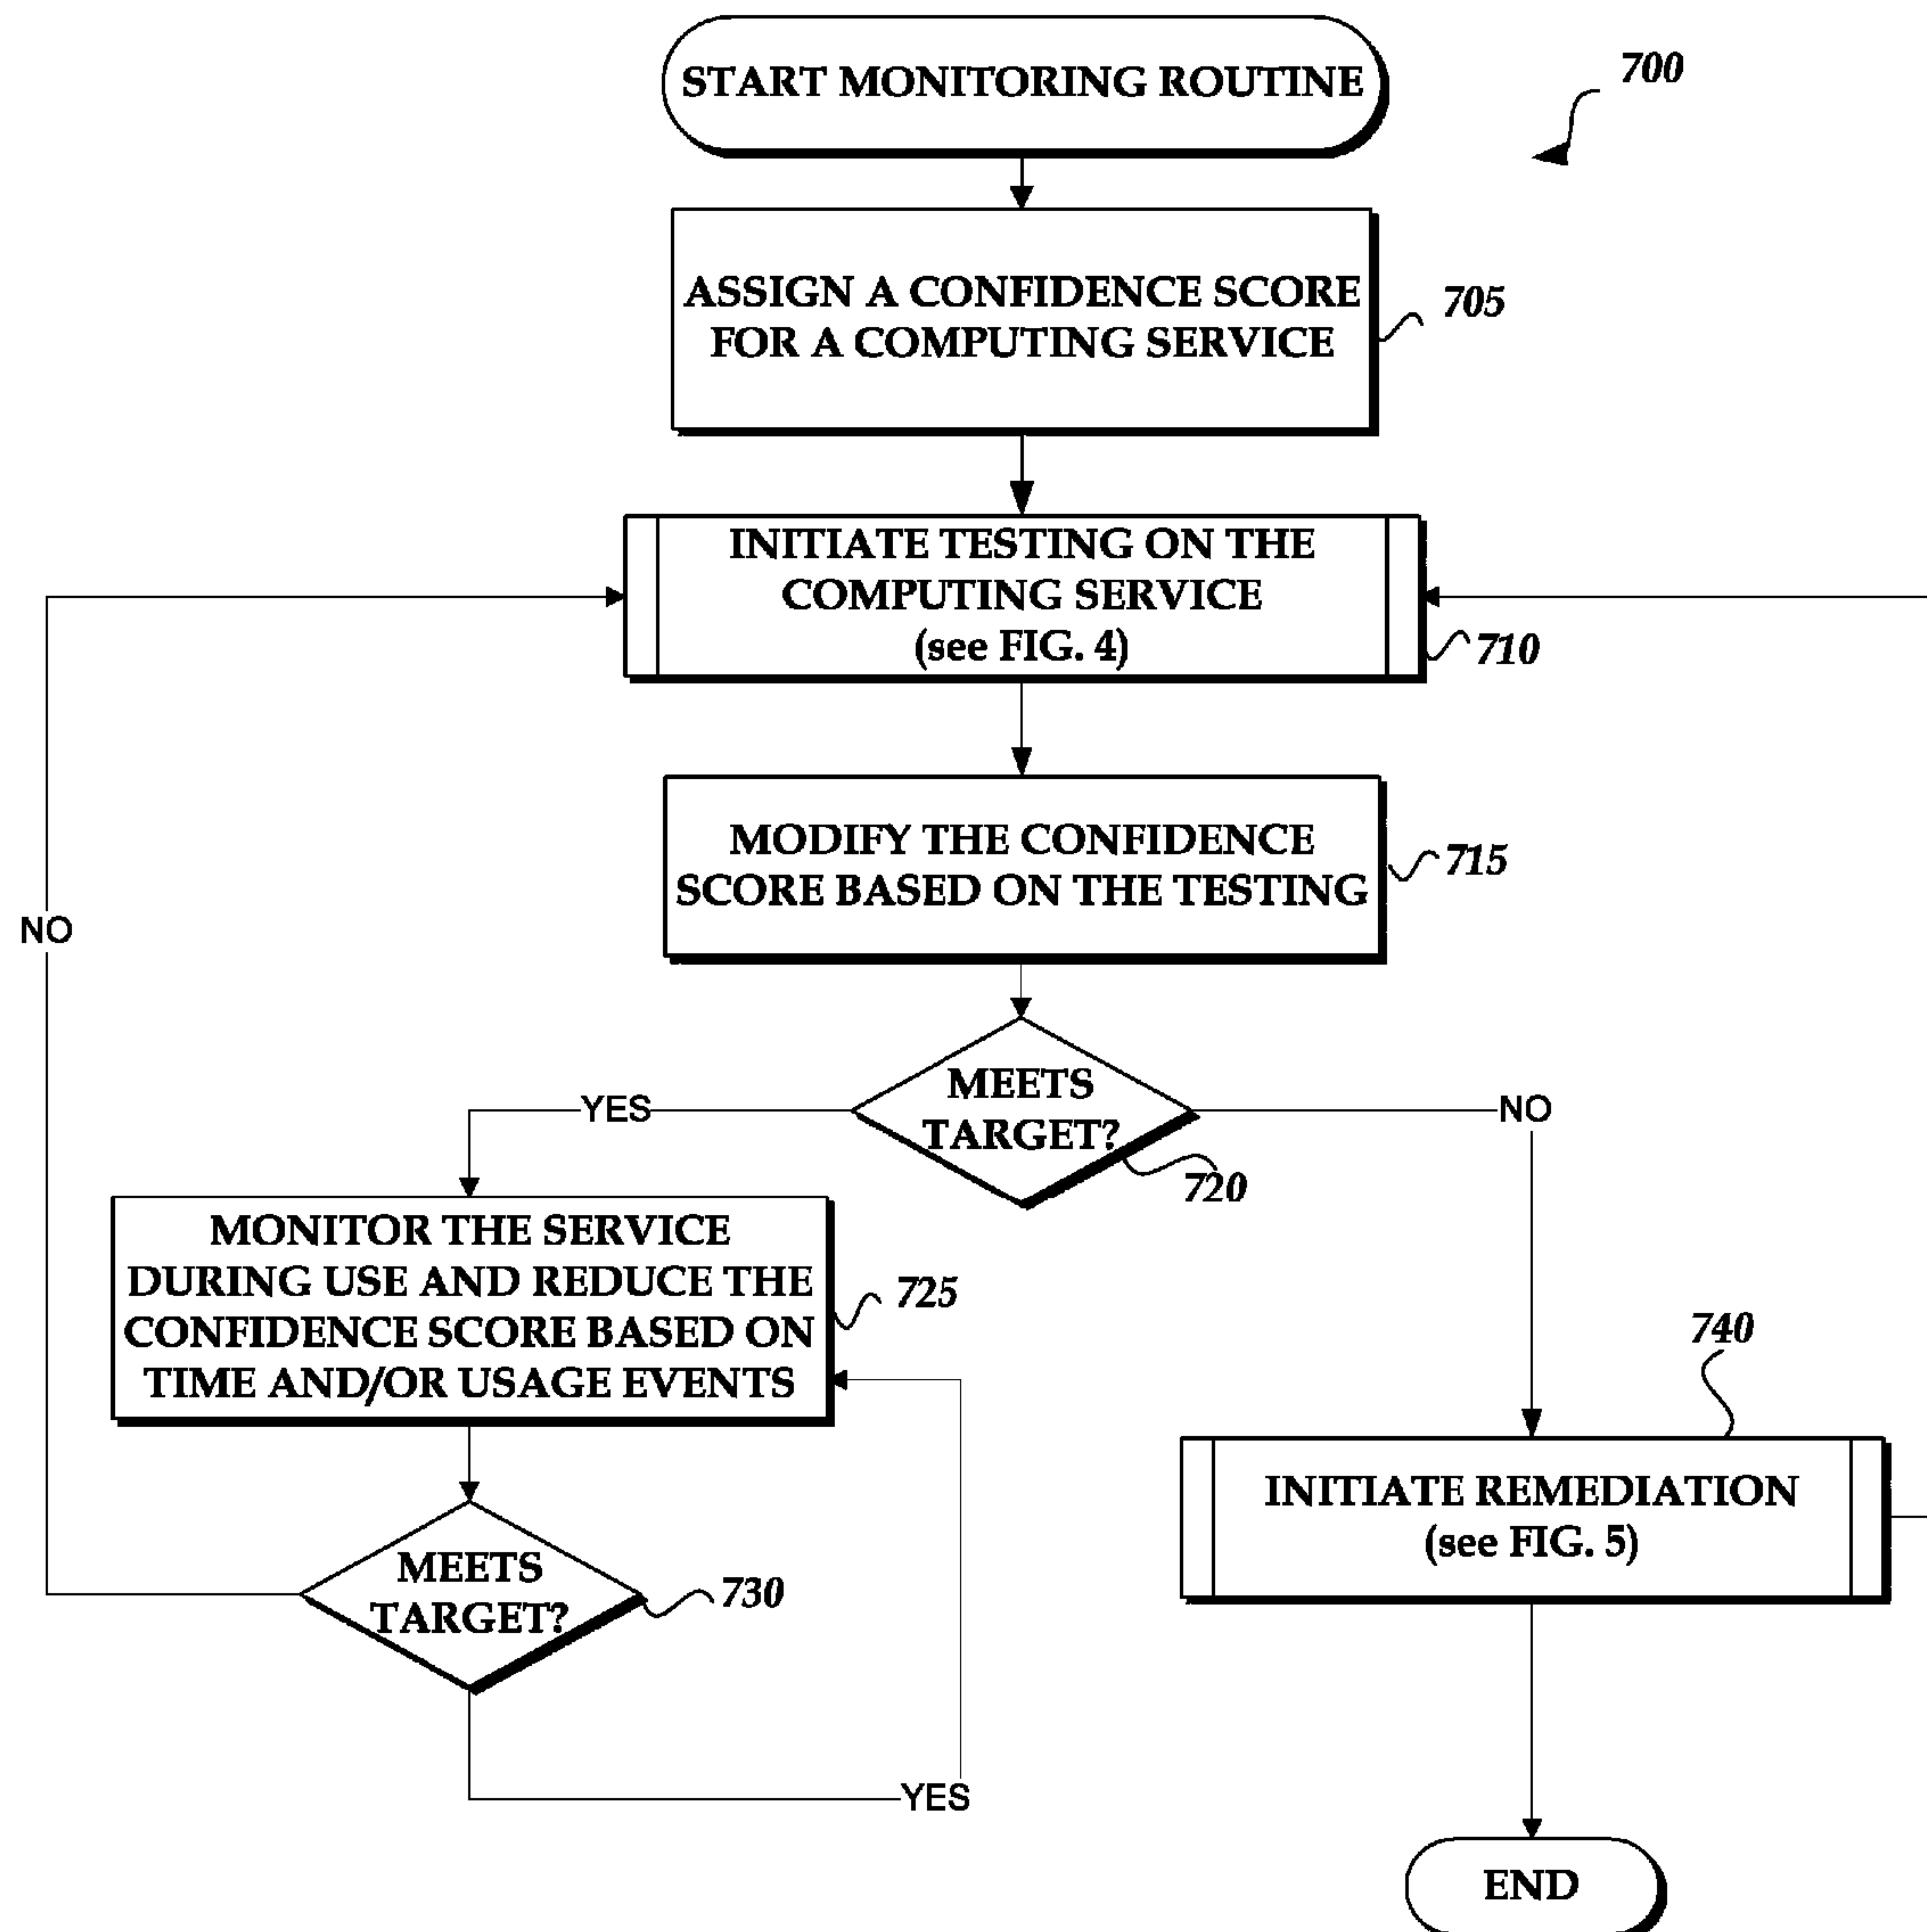 START MONITORING ROUTINE
700
ASSIGN A CONFIDENCE SCORE
FOR A COMPUTING SERVICE
705
INITIATE TESTING ON THE
COMPUTING SERVICE
(see FIG. 4)
710
MODIFY THE CONFIDENCE
SCORE BASED ON THE TESTING
715
NO
MEETS
TARGET?
720
YES
NO
MONITOR THE SERVICE
DURING USE AND REDUCE THE
CONFIDENCE SCORE BASED ON
TIME AND/OR USAGE EVENTS
725
740
INITIATE REMEDIATION
(see FIG. 5)
MEETS
TARGET?
730
YES
END